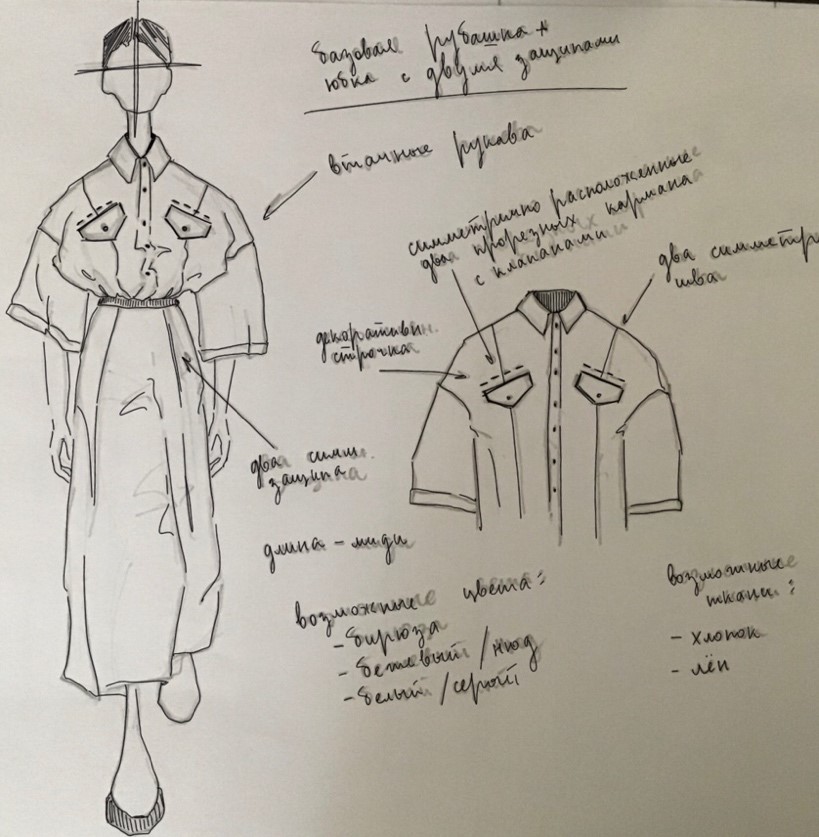 базовая рубашка +
юбка с двумя защипами
втачные рукава
симметрично расположенные
два прорезных кармана
с клапанами
два симметр
шва
декоративн.
строчка
два симм.
защипа
длина - миди
возможные цвета:
- бирюза
- бежевый / нюд
- белый / серый
возможные
ткани:
- хлопок
- лён